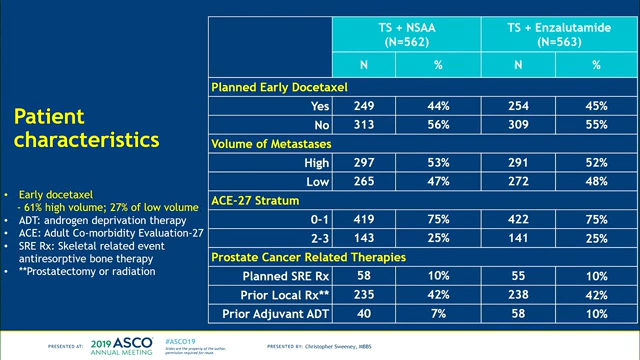 Patient
characteristics
• Early docetaxel
- 61% high volume; 27% of low volume
• ADT: androgen deprivation therapy
• ACE: Adult Co-morbidity Evaluation-27
• SRE Rx: Skeletal related event
antiresorptive bone therapy
• **Prostatectomy or radiation
TS + NSAA
(N=562)
TS + Enzalutamide
(N=563)
N % N %
Planned Early Docetaxel
Yes 249 44% 254 45%
No 313 56% 309 55%
Volume of Metastases
High 297 53% 291 52%
Low 265 47% 272 48%
ACE-27 Stratum
0-1 419 75% 422 75%
2-3 143 25% 141 25%
Prostate Cancer Related Therapies
Planned SRE Rx 58 10% 55 10%
Prior Local Rx** 235 42% 238 42%
Prior Adjuvant ADT 40 7% 58 10%
PRESENTED AT:
2019 ASCO
ANNUAL MEETING
#ASCO19
Slides are the property of the author,
permission required for reuse.
PRESENTED BY: Christopher Sweeney, MBBS